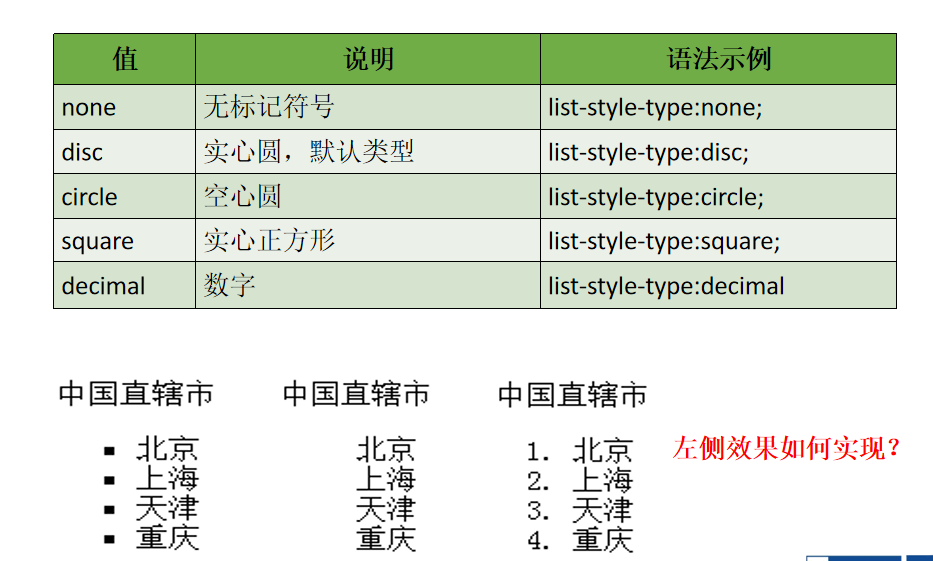 值 说明 语法示例
none 无标记符号 list-style-type:none;
disc 实心圆，默认类型 list-style-type:disc;
circle 空心圆 list-style-type:circle;
square 实心正方形 list-style-type:square;
decimal 数字 list-style-type:decimal
中国直辖市 中国直辖市 中国直辖市
▪ 北京 北京 1. 北京 左侧效果如何实现？
▪ 上海 上海 2. 上海
▪ 天津 天津 3. 天津
▪ 重庆 重庆 4. 重庆